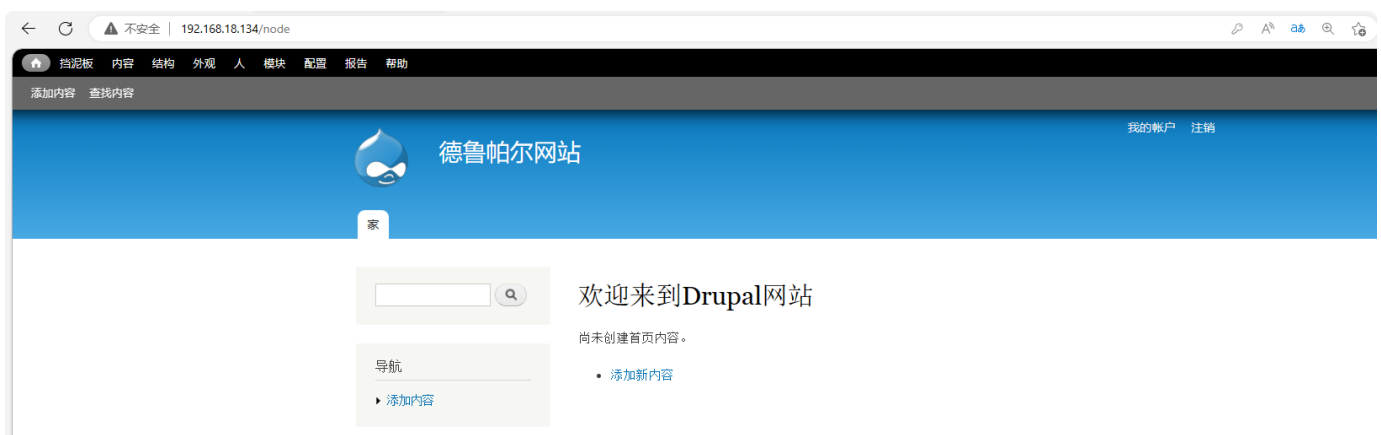 不安全 | 192.168.18.134/node
挡泥板 内容 结构 外观 人 模块 配置 报告 帮助
添加内容 查找内容
我的帐户 注销
德鲁帕尔网站
家
欢迎来到Drupal网站
尚未创建首页内容。
添加新内容
导航
添加内容